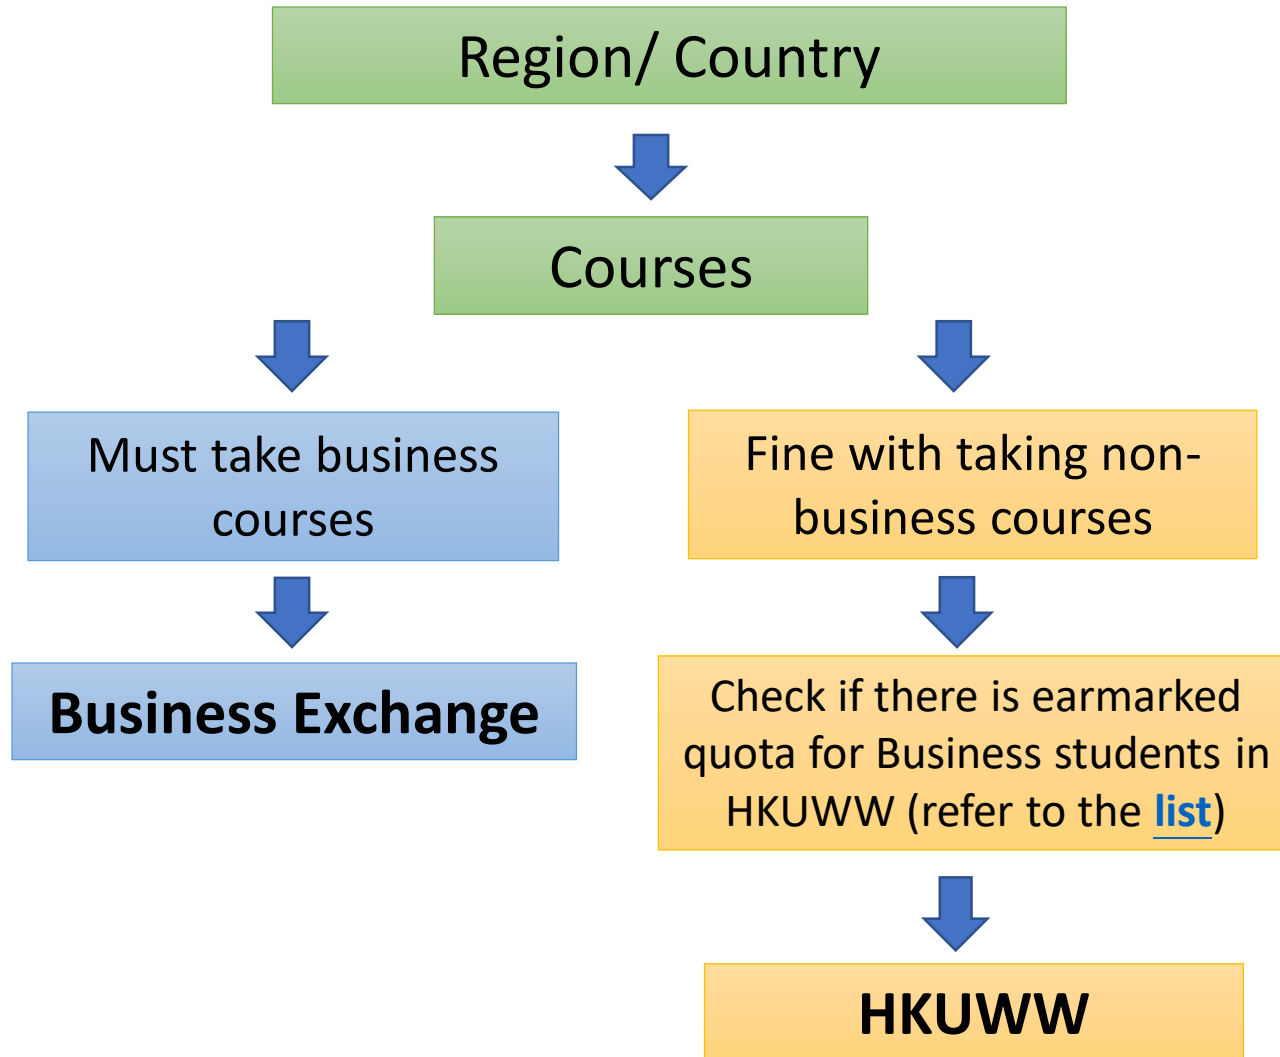 Region/ Country
Courses
Must take business
courses
Fine with taking non-
business courses
Business Exchange
Check if there is earmarked
quota for Business students in
HKUWW (refer to the list)
HKUWW